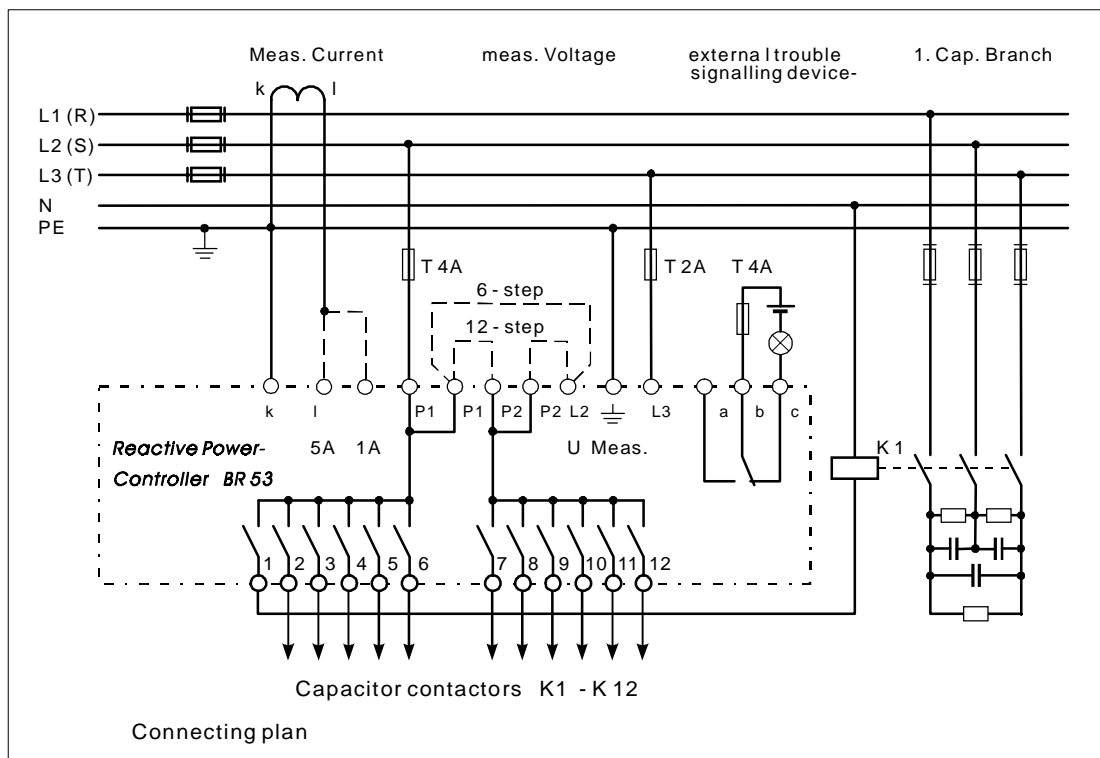 Meas. Current meas. Voltage external trouble 1. Cap. Branch
signalling device-
k l
L1 (R)
L2 (S)
L3 (T)
N
PE
T 4A T 2A T 4A
6 - step
12 - step
k l P1 P1 P2 P2 L2 L3 a b c
Reactive Power- 5A 1A U Meas. K 1
Controller BR 53
1 2 3 4 5 6 7 8 9 10 11 12
Capacitor contactors K1 - K 12
Connecting plan